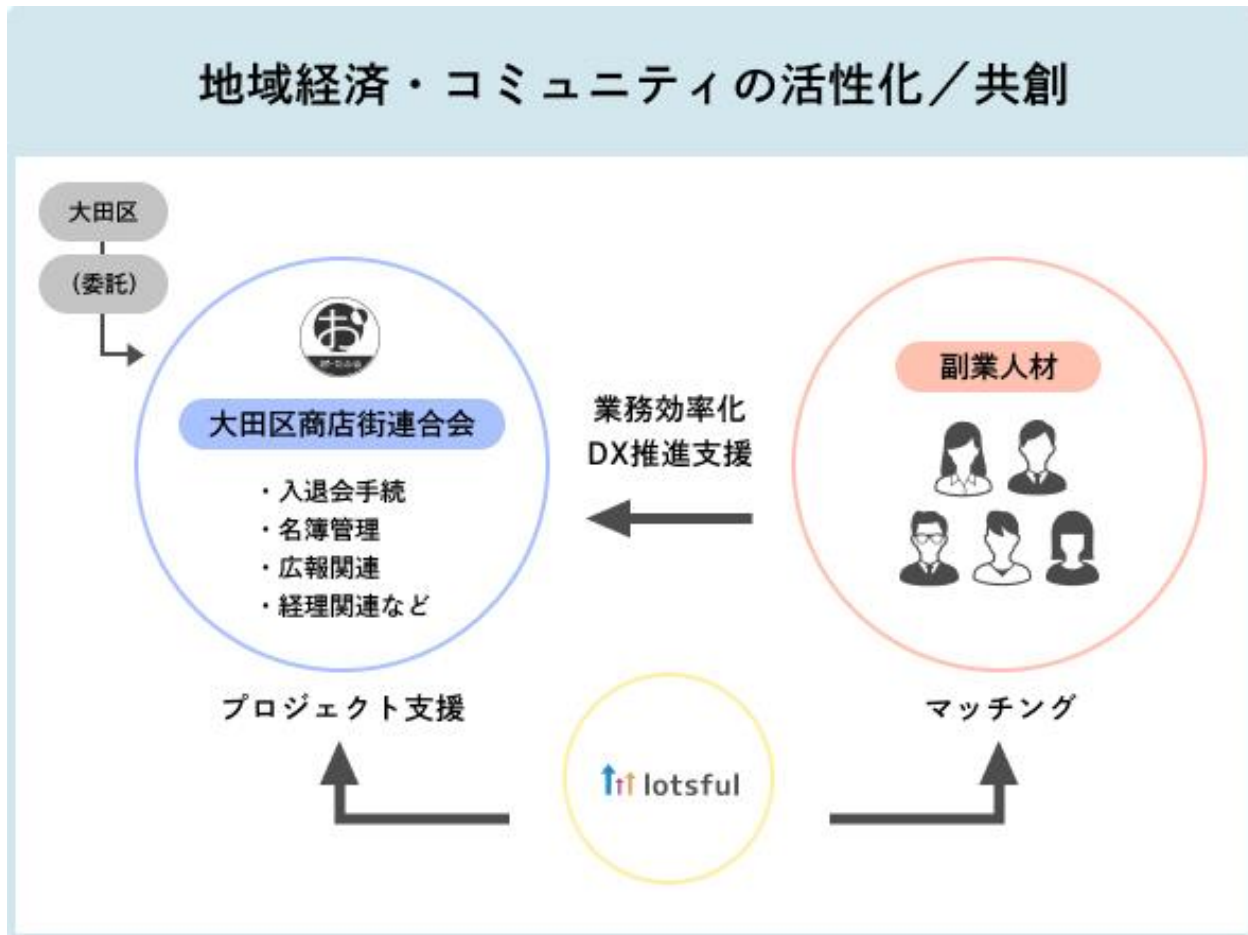 地域経済・コミュニティの活性化／共創
大田区
（委託）
お
大田区商店街連合会
・入退会手続
・名簿管理
・広報関連
・経理関連など
業務効率化
DX推進支援
副業人材
プロジェクト支援
マッチング
lotsful